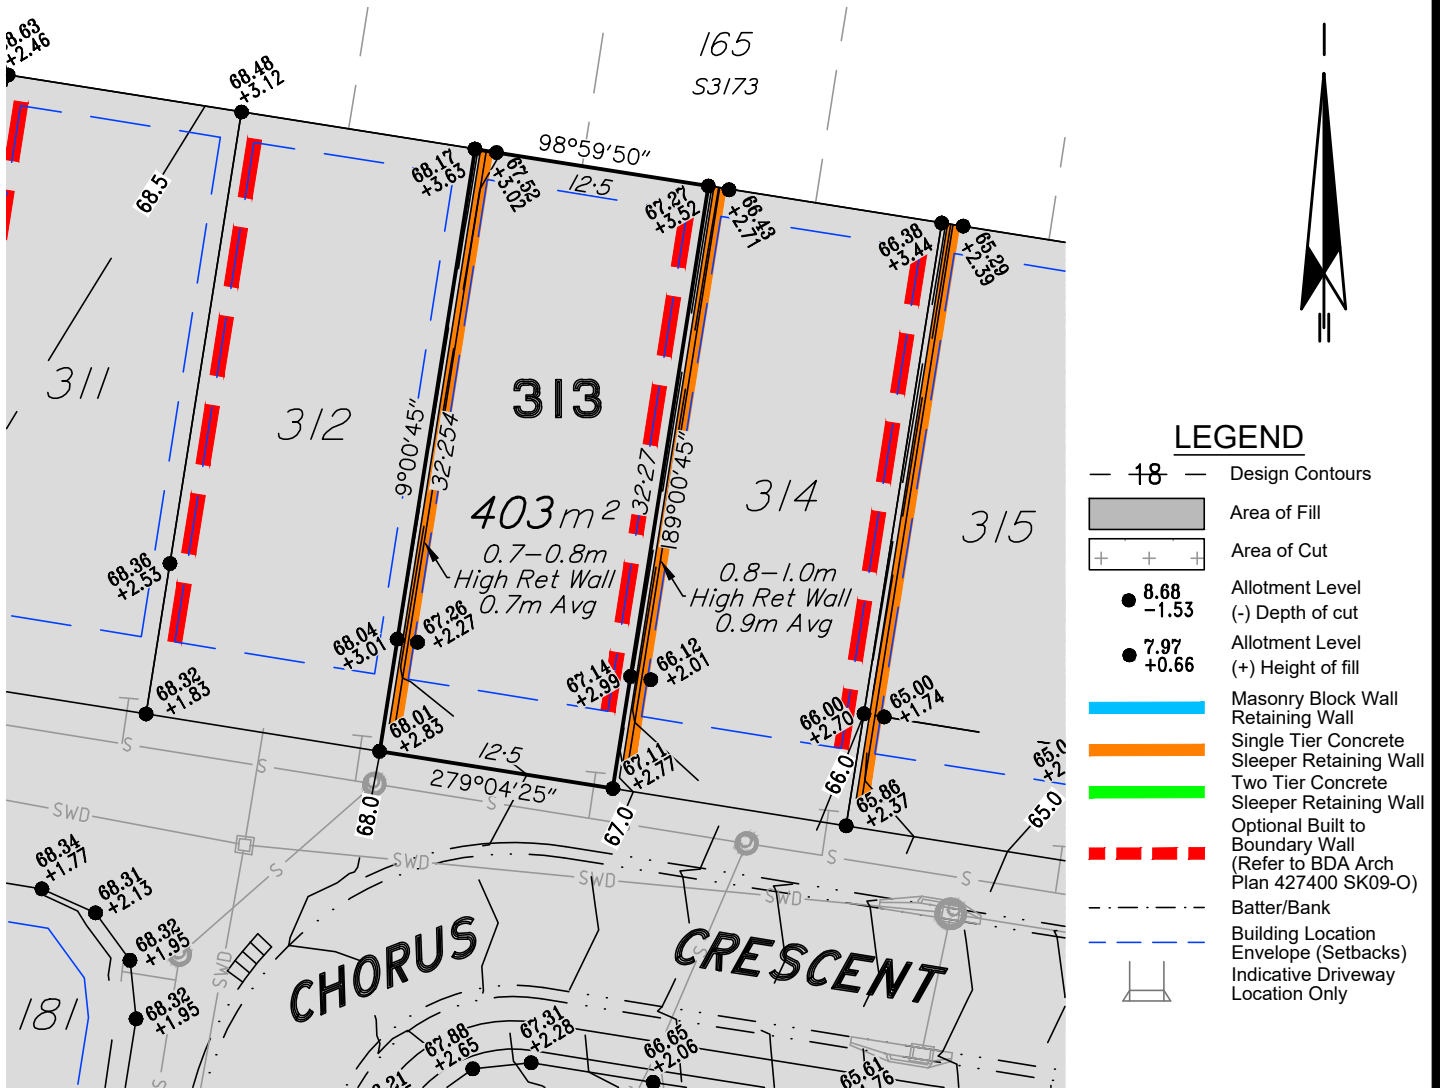 8.63
+2.46
68.48
+3.12
165
S3173
98°59'50"
12·5
68.17
+3.63
67.52
+3.02
67.27
+3.52
66.43
+2.71
66.38
+3.44
65.29
+2.39
68.5
311
312
313
314
315
9°00'45"
32·254
32·27
189°00'45"
403m²
0.7-0.8m
High Ret Wall
0.7m Avg
0.8-1.0m
High Ret Wall
0.9m Avg
68.36
+2.53
68.04
+3.01
67.26
+2.27
67.14
+2.99
66.12
+2.01
66.00
+2.70
65.00
+1.74
68.32
+1.83
68.01
+2.83
12·5
279°04'25"
67.11
+2.77
65.86
+2.37
65.0
+2
68.0
67.0
66.0
65.0
S
S
S
S
S
S
S
S
SWD
SWD
SWD
SWD
SWD
68.34
+1.77
68.31
+2.13
68.32
+1.95
68.32
+1.95
181
CHORUS
CRESCENT
67.88
+2.65
67.31
+2.28
66.65
+2.06
65.61
76
3.21
LEGEND
18 Design Contours
Area of Fill
Area of Cut
8.68
-1.53
Allotment Level
(-) Depth of cut
7.97
+0.66
Allotment Level
(+) Height of fill
Masonry Block Wall
Retaining Wall
Single Tier Concrete
Sleeper Retaining Wall
Two Tier Concrete
Sleeper Retaining Wall
Optional Built to
Boundary Wall
(Refer to BDA Arch
Plan 427400 SK09-O)
Batter/Bank
Building Location
Envelope (Setbacks)
Indicative Driveway
Location Only